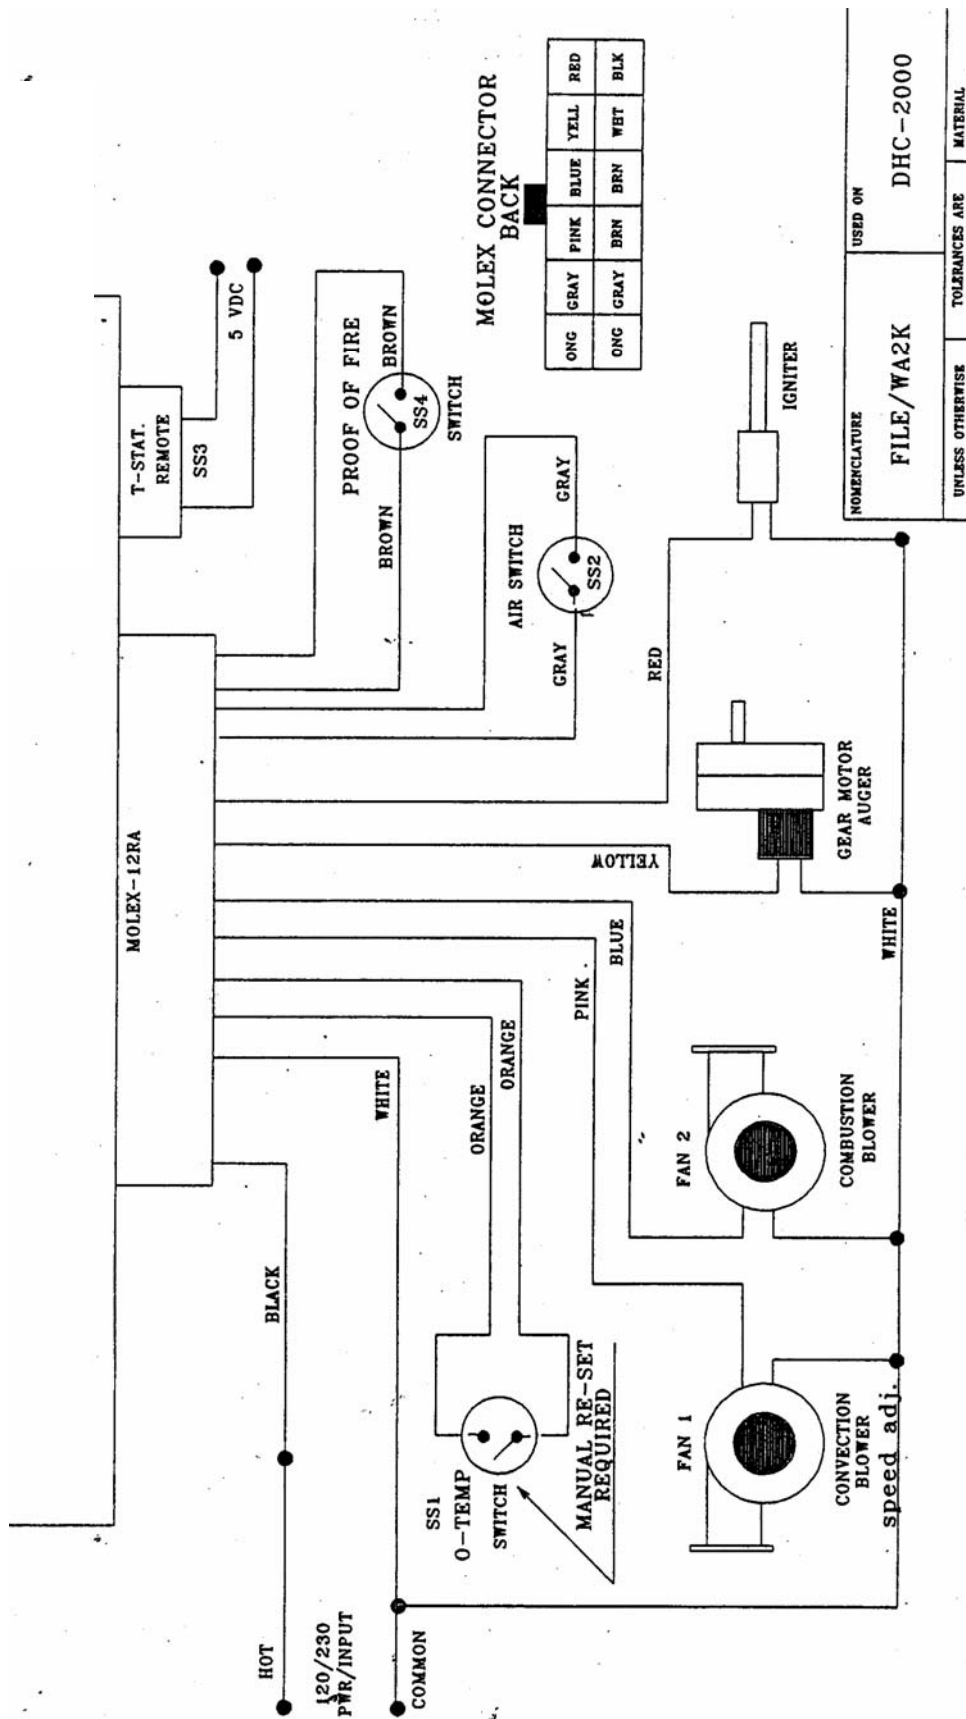 MOLEX-12RA
T-STAT.
REMOTE
SS3
5 VDC
HOT
BLACK
120/230
PWR/INPUT
COMMON
WHITE
SS1
O-TEMP
SWITCH
ORANGE
ORANGE
MANUAL RE-SET
REQUIRED
PROOF OF FIRE
BROWN
BROWN
SS4
SWITCH
AIR SWITCH
GRAY
GRAY
SS2
PINK
BLUE
YELLOW
RED
FAN 1
CONVECTION
BLOWER
speed adj.
FAN 2
COMBUSTION
BLOWER
WHITE
GEAR MOTOR
AUGER
IGNITER
MOLEX CONNECTOR
BACK
ONG GRAY PINK BLUE YELL RED
ONG GRAY BRN BRN WHT BLK
NOMENCLATURE
FILE/WA2K
USED ON
DHC-2000
UNLESS OTHERWISE
TOLERANCES ARE
MATERIAL